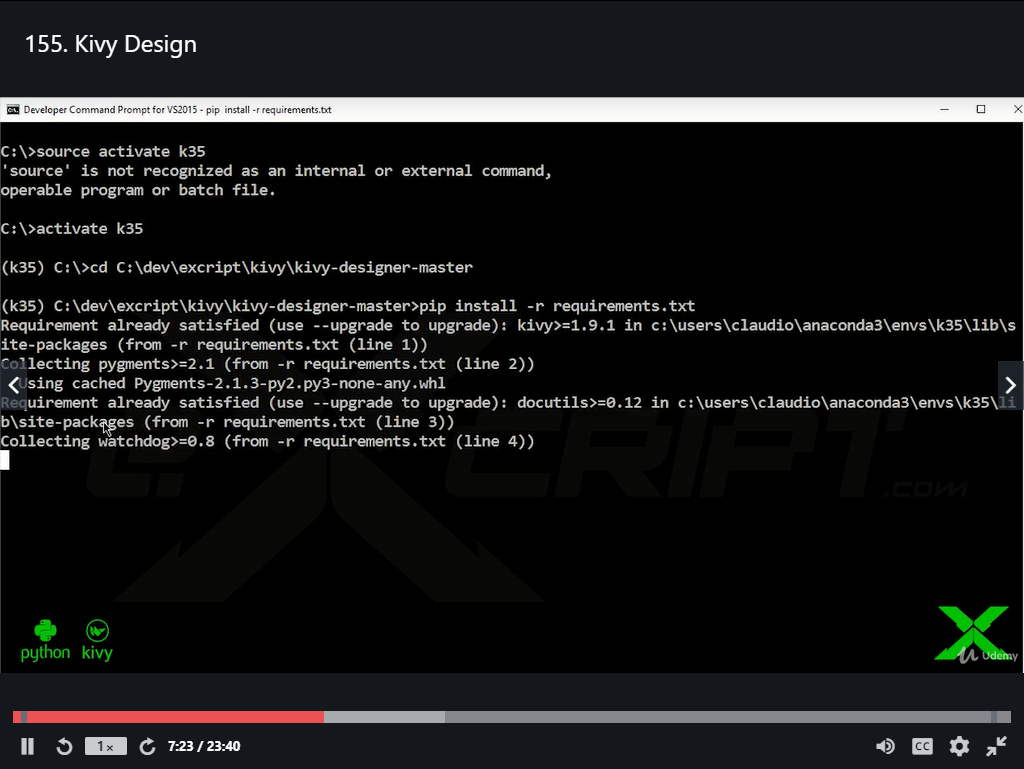 155. Kivy Design
Developer Command Prompt for VS2015 - pip install -r requirements.txt
C:\>source activate k35
'source' is not recognized as an internal or external command,
operable program or batch file.
C:\>activate k35
(k35) C:\>cd C:\dev\excript\kivy\kivy-designer-master
(k35) C:\dev\excript\kivy\kivy-designer-master>pip install -r requirements.txt
Requirement already satisfied (use --upgrade to upgrade): kivy>=1.9.1 in c:\users\claudio\anaconda3\envs\k35\lib\s
ite-packages (from -r requirements.txt (line 1))
Collecting pygments>=2.1 (from -r requirements.txt (line 2))
Using cached Pygments-2.1.3-py2.py3-none-any.whl
Requirement already satisfied (use --upgrade to upgrade): docutils>=0.12 in c:\users\claudio\anaconda3\envs\k35\li
b\site-packages (from -r requirements.txt (line 3))
Collecting watchdog>=0.8 (from -r requirements.txt (line 4))
EXCRIPT.com
python kivy
Udemy
1x 7:23 / 23:40 CC